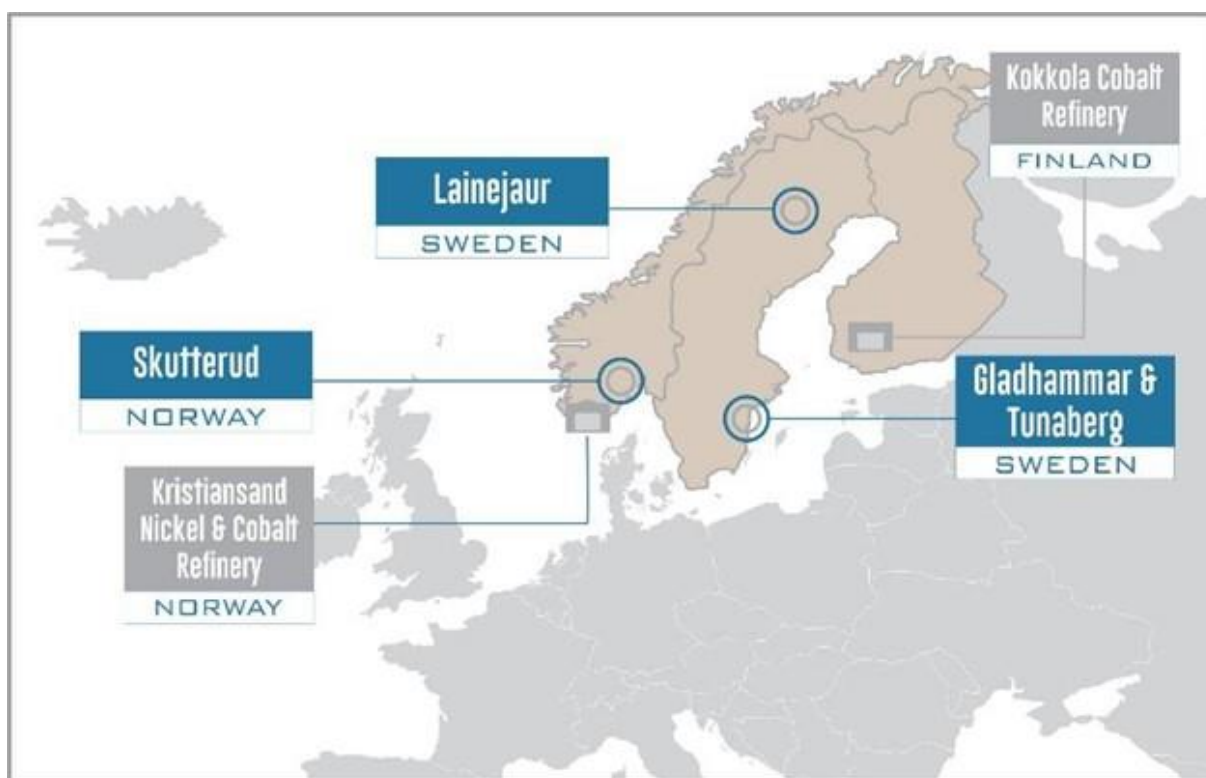 Kokkola Cobalt
Refinery
FINLAND
Lainejaur
SWEDEN
Skutterud
NORWAY
Gladhammar &
Tunaberg
SWEDEN
Kristiansand
Nickel & Cobalt
Refinery
NORWAY